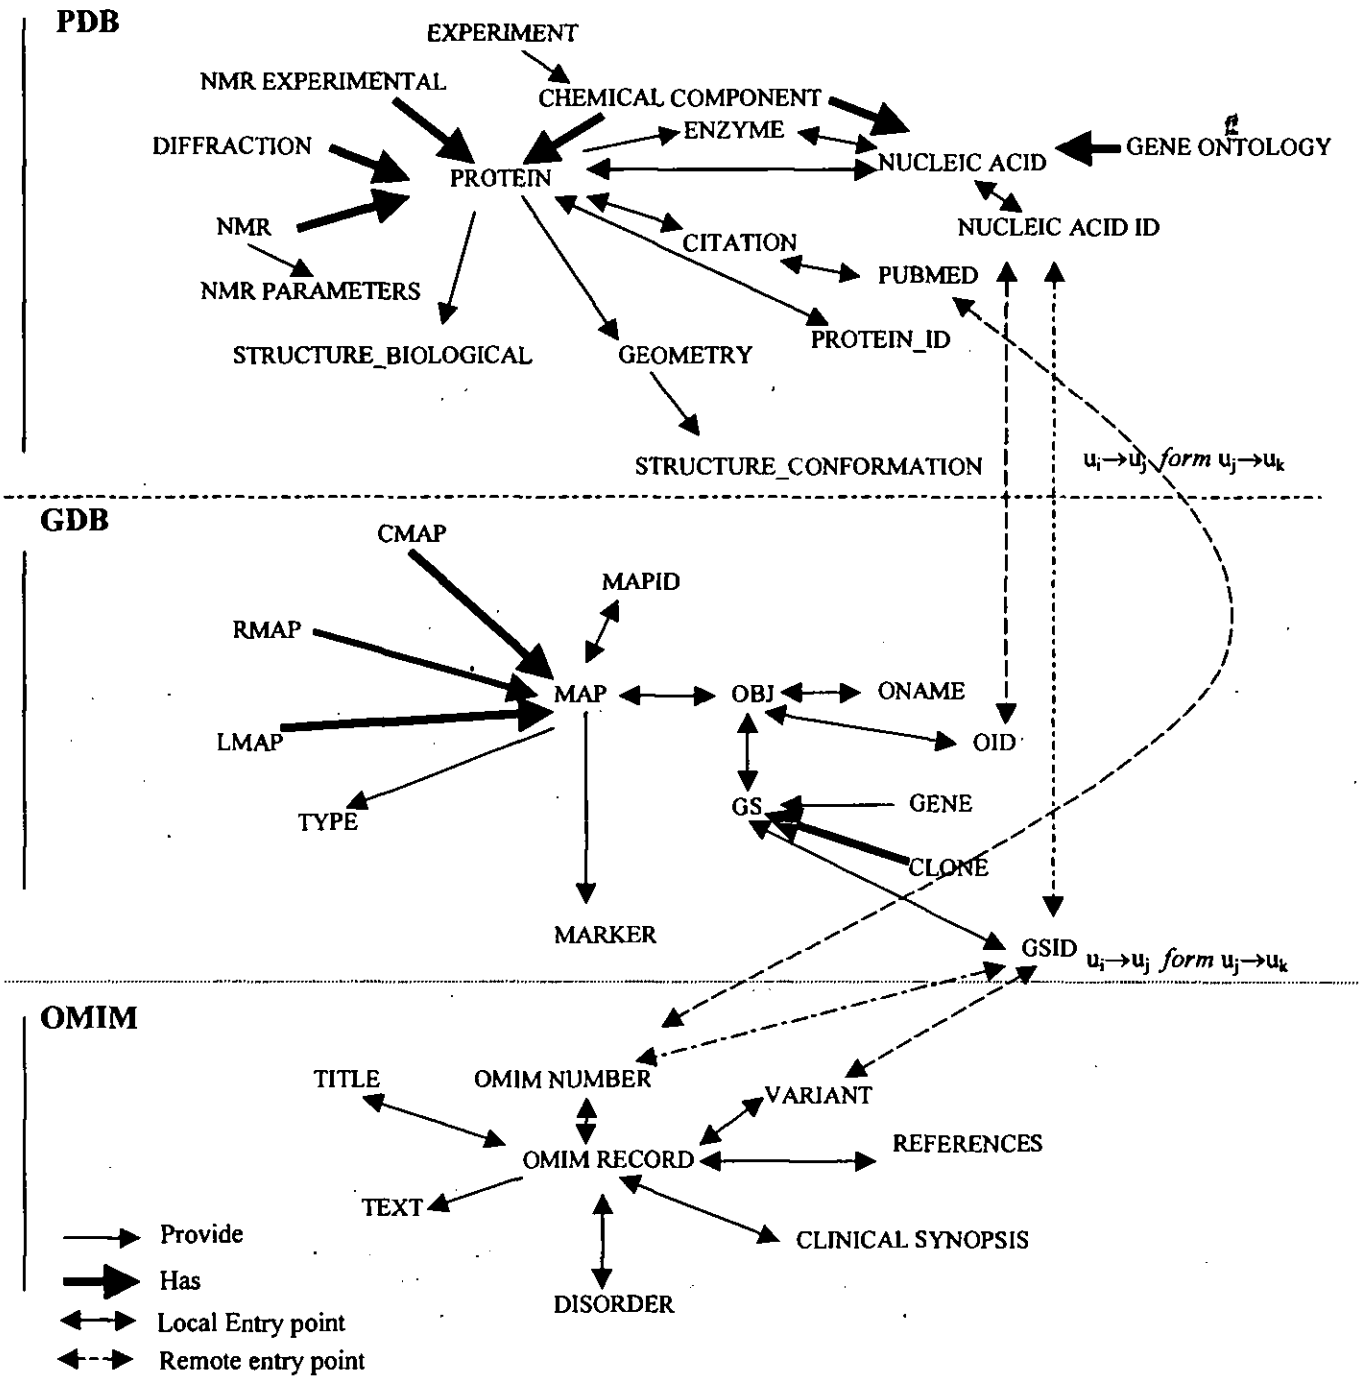 PDB
EXPERIMENT
NMR EXPERIMENTAL
CHEMICAL COMPONENT
ENZYME
DIFFRACTION
GENE ONTOLOGY
NUCLEIC ACID
PROTEIN
NMR
NUCLEIC ACID ID
CITATION
PUBMED
NMR PARAMETERS
PROTEIN_ID
STRUCTURE_BIOLOGICAL
GEOMETRY
STRUCTURE_CONFORMATION
uᵢ→uⱼ form uⱼ→uₖ
GDB
CMAP
MAPID
RMAP
MAP
OBJ
ONAME
LMAP
OID
TYPE
GS
GENE
CLONE
MARKER
GSID
uᵢ→uⱼ form uⱼ→uₖ
OMIM
TITLE
OMIM NUMBER
VARIANT
REFERENCES
OMIM RECORD
TEXT
CLINICAL SYNOPSIS
DISORDER
Provide
Has
Local Entry point
Remote entry point